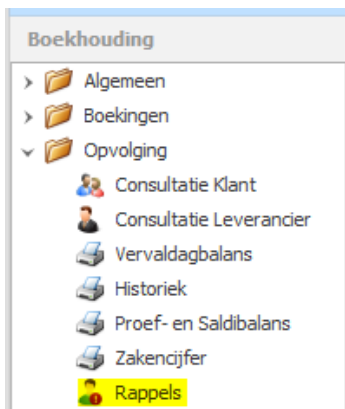 Boekhouding
Algemeen
Boekingen
Opvolging
Consultatie Klant
Consultatie Leverancier
Vervaldagbalans
Historiek
Proef- en Saldibalans
Zakencijfer
Rappels